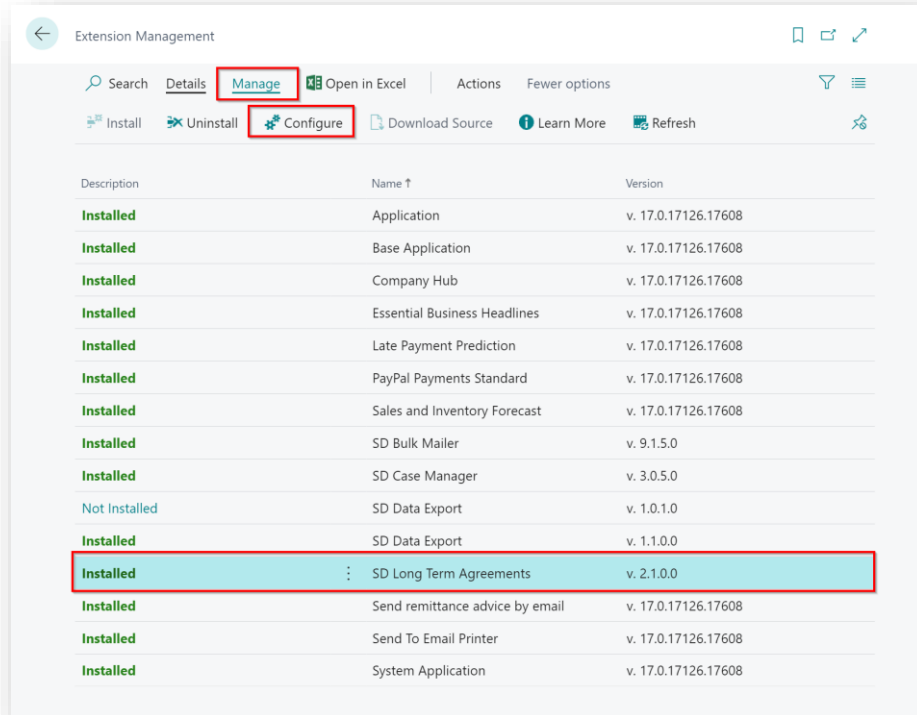 Extension Management
Search Details Manage Open in Excel Actions Fewer options
Install Uninstall Configure Download Source Learn More Refresh
Description Name ↑ Version
Installed Application v. 17.0.17126.17608
Installed Base Application v. 17.0.17126.17608
Installed Company Hub v. 17.0.17126.17608
Installed Essential Business Headlines v. 17.0.17126.17608
Installed Late Payment Prediction v. 17.0.17126.17608
Installed PayPal Payments Standard v. 17.0.17126.17608
Installed Sales and Inventory Forecast v. 17.0.17126.17608
Installed SD Bulk Mailer v. 9.1.5.0
Installed SD Case Manager v. 3.0.5.0
Not Installed SD Data Export v. 1.0.1.0
Installed SD Data Export v. 1.1.0.0
Installed SD Long Term Agreements v. 2.1.0.0
Installed Send remittance advice by email v. 17.0.17126.17608
Installed Send To Email Printer v. 17.0.17126.17608
Installed System Application v. 17.0.17126.17608